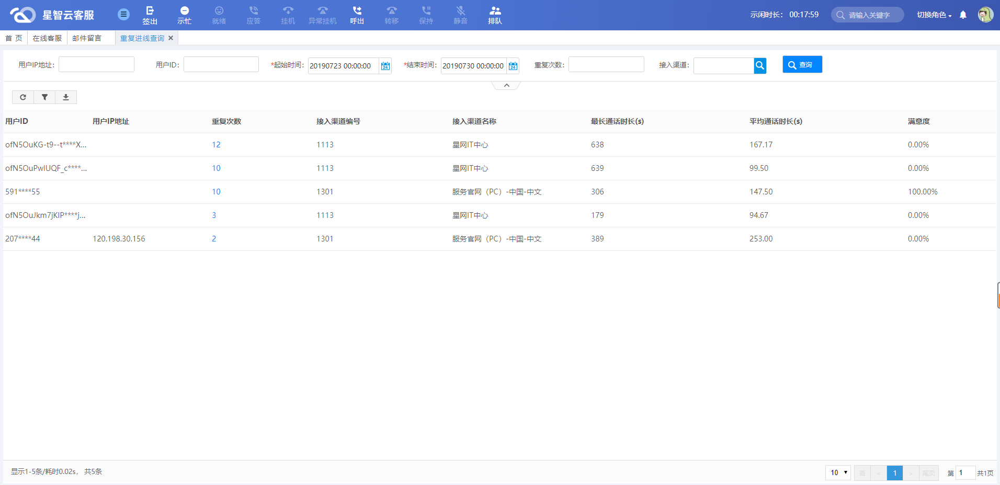 星智云客服 签出 示忙 就绪 应答 挂机 异常挂机 呼出 转移 保持 静音 排队 示闲时长： 00:17:59 请输入关键字 切换角色
首 页 在线客服 邮件留言 重复进线查询
用户IP地址: 用户ID: *起始时间: 20190723 00:00:00 24 *结束时间: 20190730 00:00:00 24 重复次数: 接入渠道: 查询
用户ID 用户IP地址 重复次数 接入渠道编号 接入渠道名称 最长通话时长(s) 平均通话时长(s) 满意度
ofN5OuKG-t9--t****X... 12 1113 星网IT中心 638 167.17 0.00%
ofN5OuPwIUQF_c****... 10 1113 星网IT中心 639 99.50 0.00%
591****55 10 1301 服务官网（PC）-中国-中文 306 147.50 100.00%
ofN5OuJkm7jKIP****j... 3 1113 星网IT中心 179 94.67 0.00%
207****44 120.198.30.156 2 1301 服务官网（PC）-中国-中文 389 253.00 0.00%
显示1-5条/耗时0.02s， 共5条 10 首 < 1 > 尾页 第 1 共1页